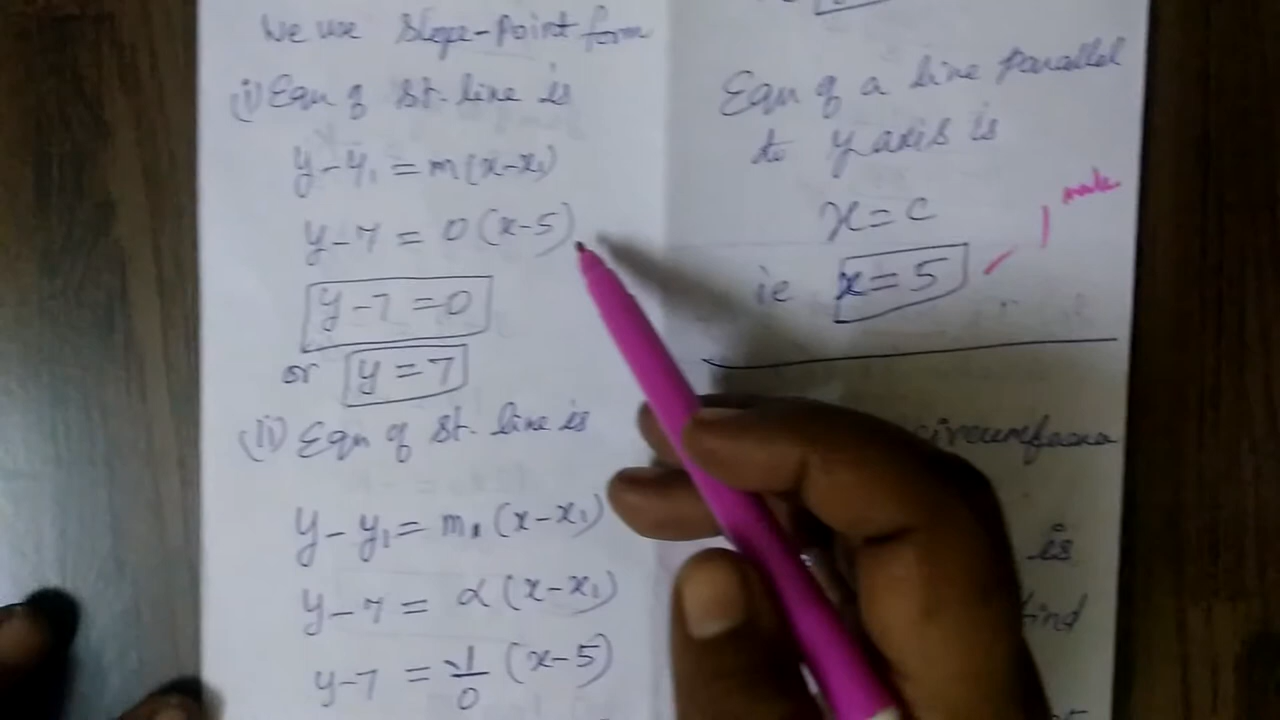 We use Slope-Point form
(i) Eqn of St. line is
y-y₁ = m(x-x₁)
y-7 = 0(x-5)
y-7=0
or y=7
(ii) Eqn of St. line is
y-y₁ = m (x-x₁)
y-7 = α(x-x₁)
y-7 = 1/0 (x-5)
Eqn of a line parallel
to y axis is
x=c
ie x=5
1 mark
is
find